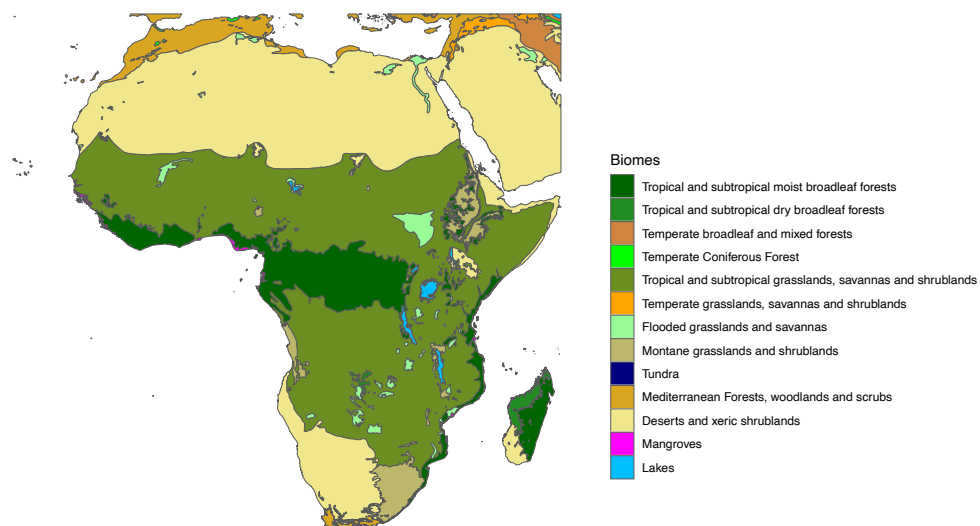 Biomes
Tropical and subtropical moist broadleaf forests
Tropical and subtropical dry broadleaf forests
Temperate broadleaf and mixed forests
Temperate Coniferous Forest
Tropical and subtropical grasslands, savannas and shrublands
Temperate grasslands, savannas and shrublands
Flooded grasslands and savannas
Montane grasslands and shrublands
Tundra
Mediterranean Forests, woodlands and scrubs
Deserts and xeric shrublands
Mangroves
Lakes